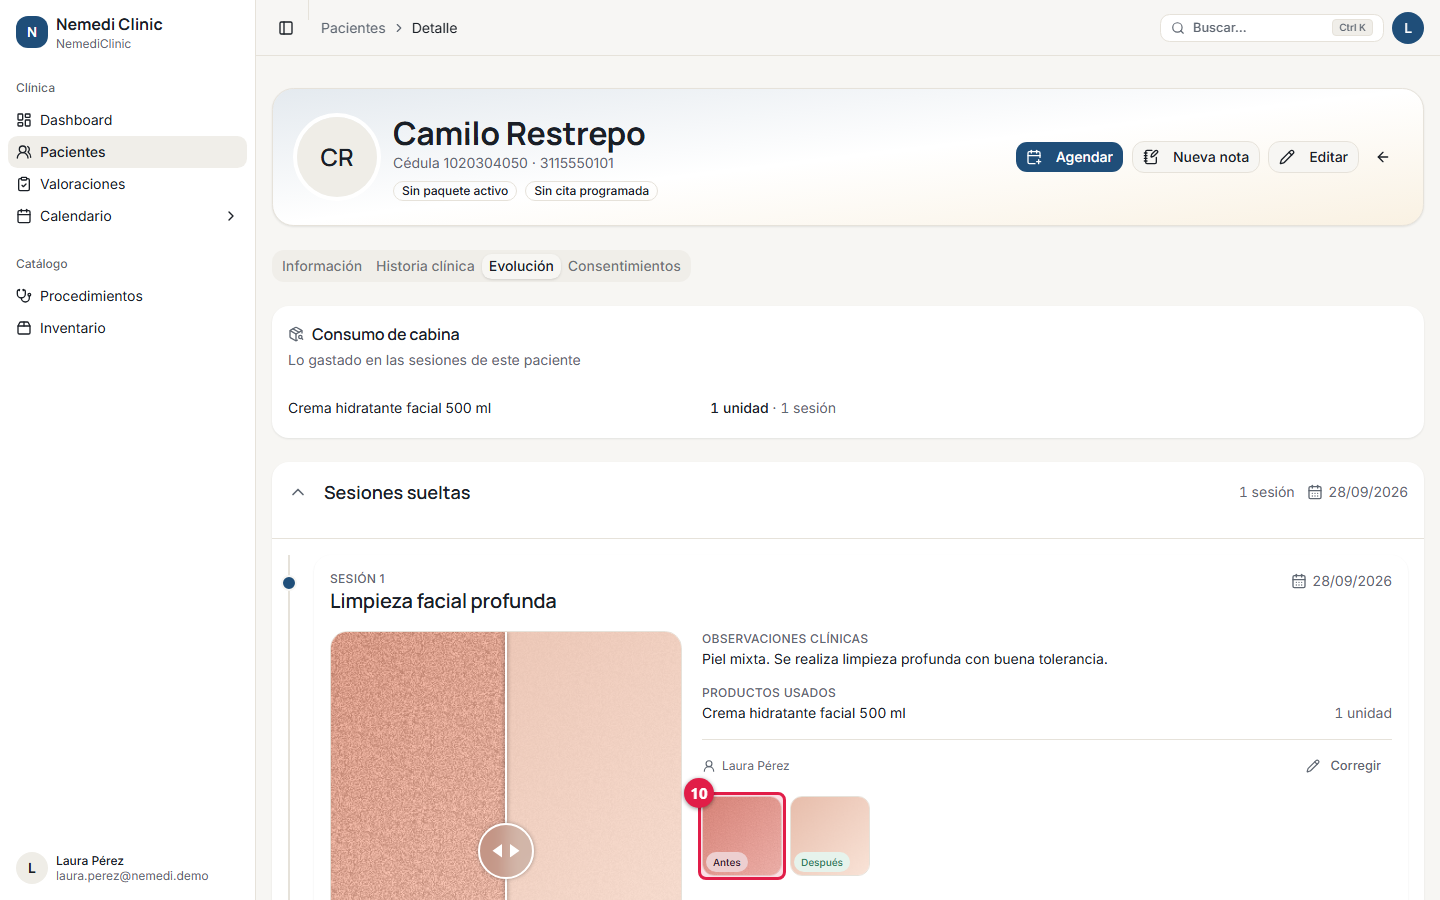 N
Nemedi Clinic
NemediClinic
Clínica
Dashboard
Pacientes
Valoraciones
Calendario
Catálogo
Procedimientos
Inventario
L
Laura Pérez
laura.perez@nemedi.demo
Pacientes > Detalle
Buscar...
Ctrl K
L
CR
Camilo Restrepo
Cédula 1020304050 · 3115550101
Sin paquete activo
Sin cita programada
Agendar
Nueva nota
Editar
Información
Historia clínica
Evolución
Consentimientos
Consumo de cabina
Lo gastado en las sesiones de este paciente
Crema hidratante facial 500 ml
1 unidad · 1 sesión
Sesiones sueltas
1 sesión
28/09/2026
SESIÓN 1
28/09/2026
Limpieza facial profunda
OBSERVACIONES CLÍNICAS
Piel mixta. Se realiza limpieza profunda con buena tolerancia.
PRODUCTOS USADOS
Crema hidratante facial 500 ml
1 unidad
Laura Pérez
Corregir
10
Antes
Después